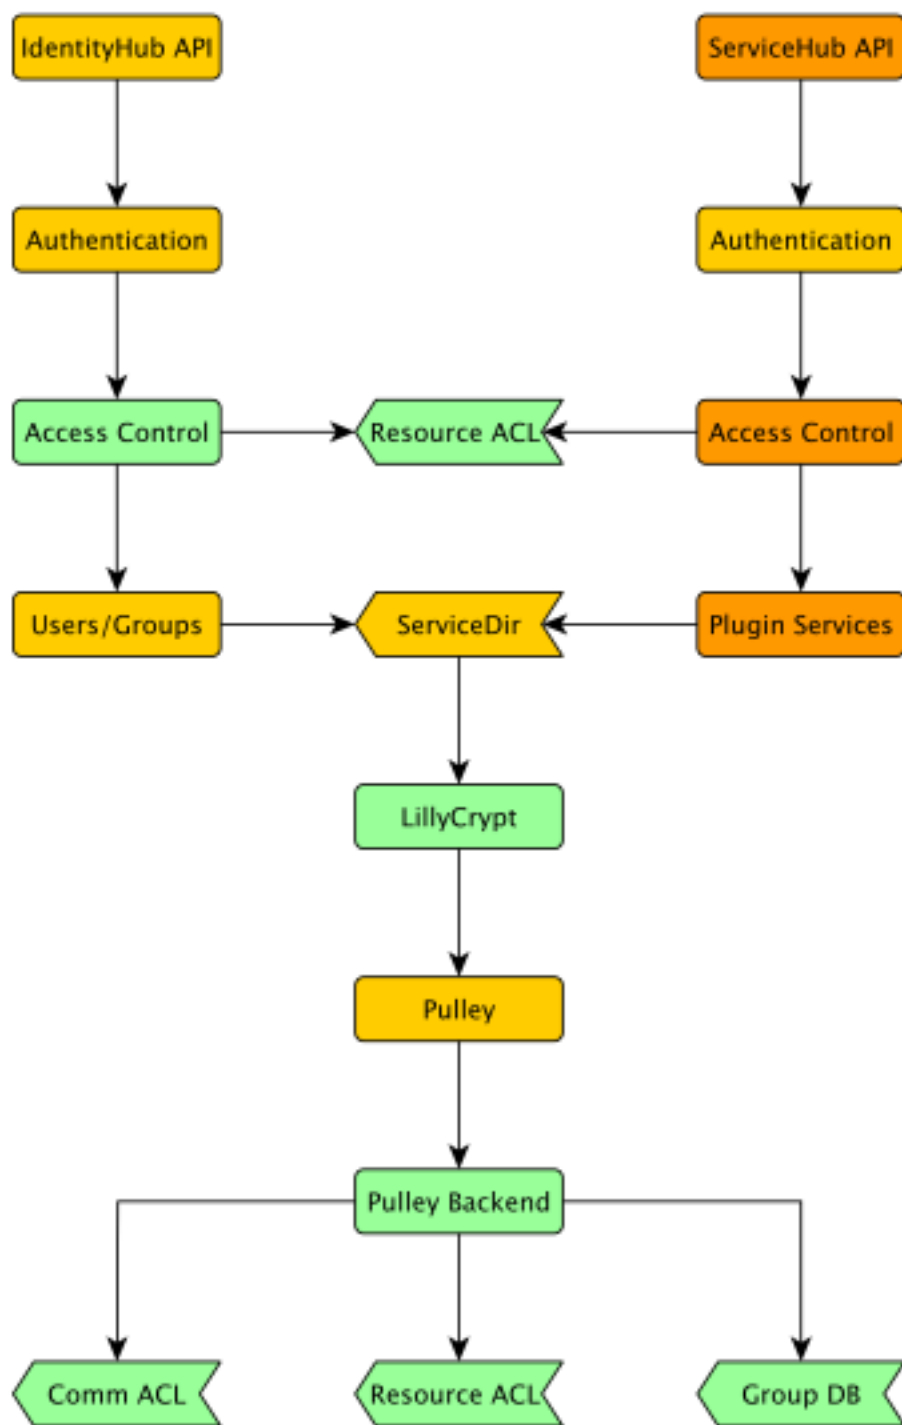 IdentityHub API
ServiceHub API
Authentication
Authentication
Access Control
Resource ACL
Access Control
Users/Groups
ServiceDir
Plugin Services
LillyCrypt
Pulley
Pulley Backend
Comm ACL
Resource ACL
Group DB